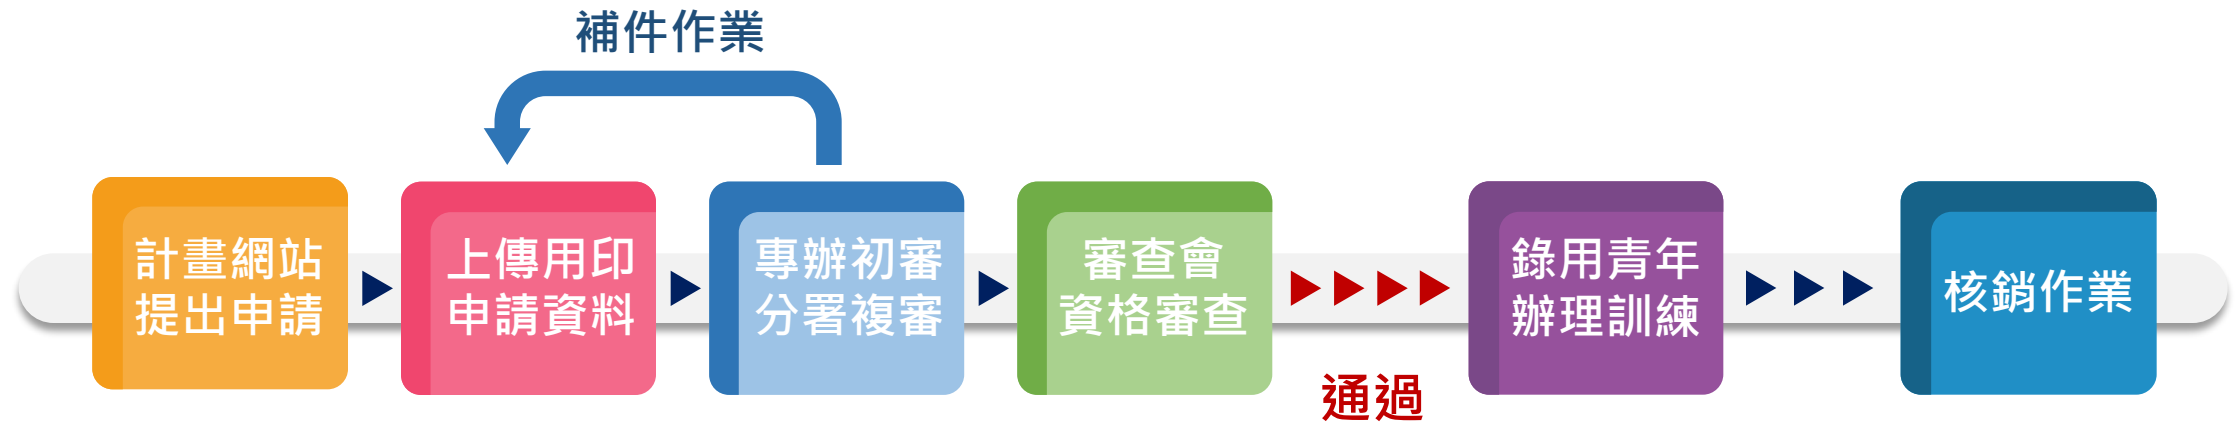 補件作業
計畫網站
提出申請
上傳用印
申請資料
專辦初審
分署複審
審查會
資格審查
通過
錄用青年
辦理訓練
核銷作業